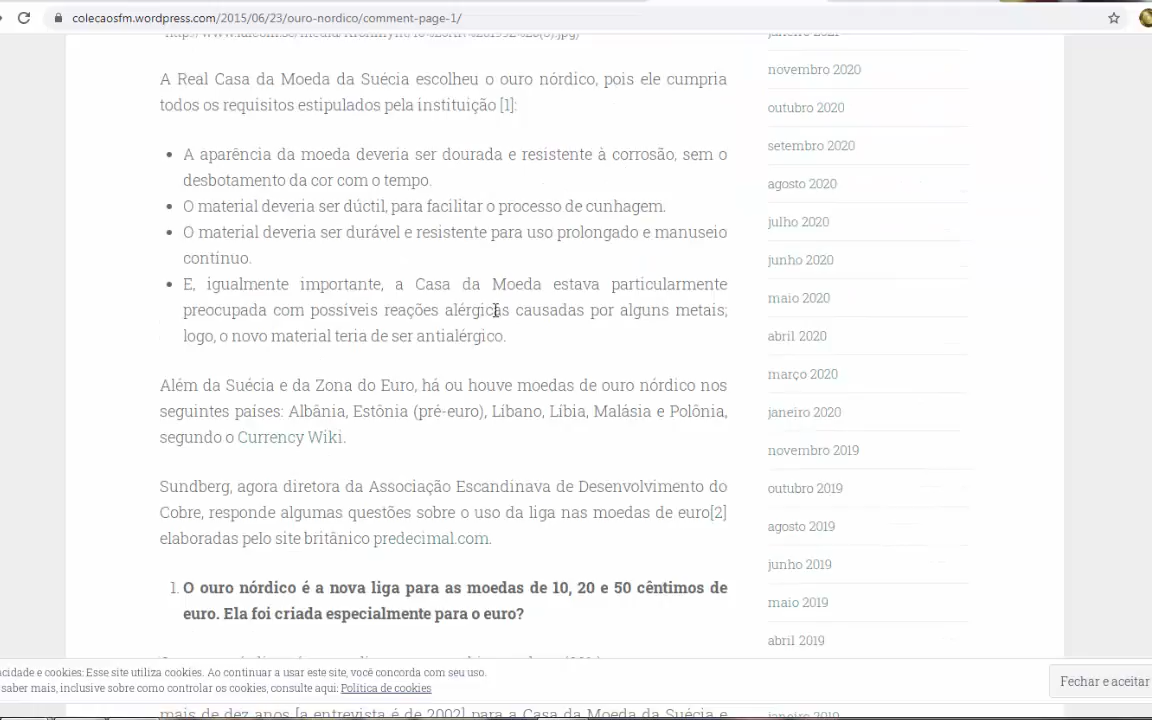 colecaosfm.wordpress.com/2015/06/23/ouro-nordico/comment-page-1/
A Real Casa da Moeda da Suécia escolheu o ouro nórdico, pois ele cumpria
todos os requisitos estipulados pela instituição [1]:
• A aparência da moeda deveria ser dourada e resistente à corrosão, sem o
desbotamento da cor com o tempo.
• O material deveria ser dúctil, para facilitar o processo de cunhagem.
• O material deveria ser durável e resistente para uso prolongado e manuseio
contínuo.
• E, igualmente importante, a Casa da Moeda estava particularmente
preocupada com possíveis reações alérgicas causadas por alguns metais;
logo, o novo material teria de ser antialérgico.
Além da Suécia e da Zona do Euro, há ou houve moedas de ouro nórdico nos
seguintes países: Albânia, Estônia (pré-euro), Líbano, Líbia, Malásia e Polônia,
segundo o Currency Wiki.
Sundberg, agora diretora da Associação Escandinava de Desenvolvimento do
Cobre, responde algumas questões sobre o uso da liga nas moedas de euro[2]
elaboradas pelo site britânico predecimal.com.
1. O ouro nórdico é a nova liga para as moedas de 10, 20 e 50 cêntimos de
euro. Ela foi criada especialmente para o euro?
mais de dez anos [a entrevista é de 2002] para a Casa da Moeda da Suécia e
novembro 2020
outubro 2020
setembro 2020
agosto 2020
julho 2020
junho 2020
maio 2020
abril 2020
março 2020
janeiro 2020
novembro 2019
outubro 2019
agosto 2019
junho 2019
maio 2019
abril 2019
janeiro 2019
acidade e cookies: Esse site utiliza cookies. Ao continuar a usar este site, você concorda com seu uso.
saber mais, inclusive sobre como controlar os cookies, consulte aqui: Política de cookies
Fechar e aceitar